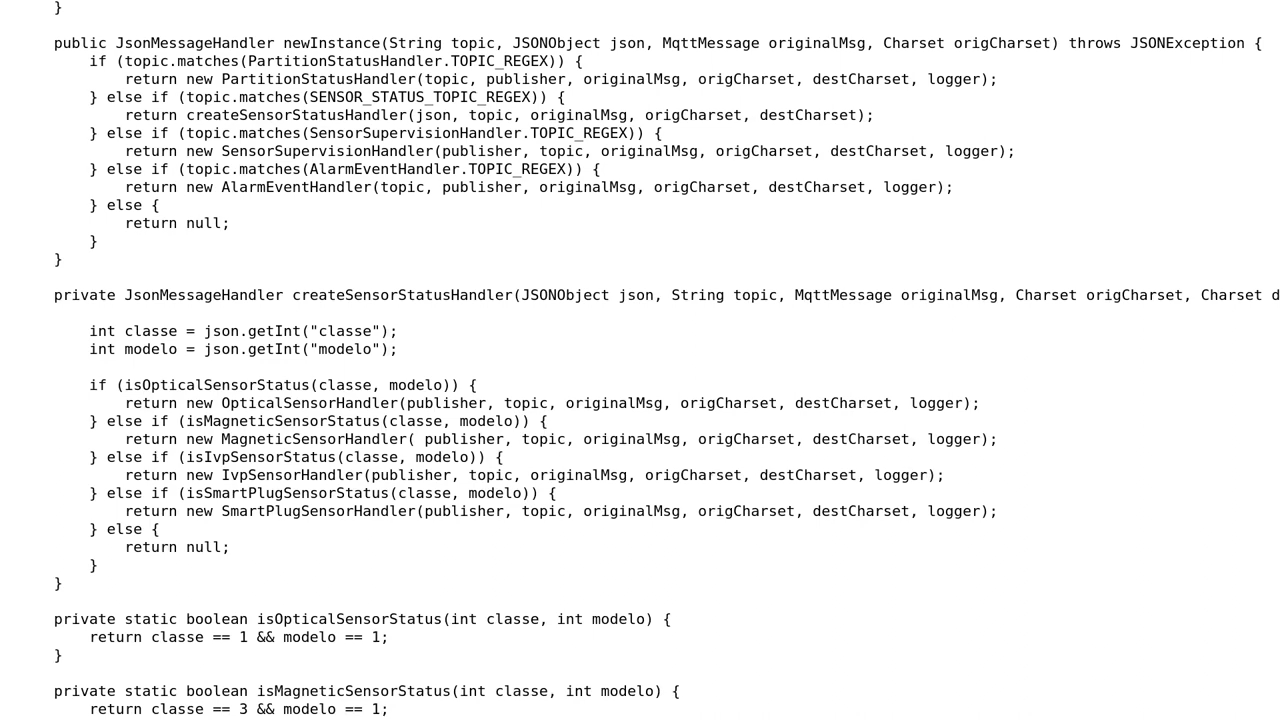 }

    public JsonMessageHandler newInstance(String topic, JSONObject json, MqttMessage originalMsg, Charset origCharset) throws JSONException {
        if (topic.matches(PartitionStatusHandler.TOPIC_REGEX)) {
            return new PartitionStatusHandler(topic, publisher, originalMsg, origCharset, destCharset, logger);
        } else if (topic.matches(SENSOR_STATUS_TOPIC_REGEX)) {
            return createSensorStatusHandler(json, topic, originalMsg, origCharset, destCharset);
        } else if (topic.matches(SensorSupervisionHandler.TOPIC_REGEX)) {
            return new SensorSupervisionHandler(publisher, topic, originalMsg, origCharset, destCharset, logger);
        } else if (topic.matches(AlarmEventHandler.TOPIC_REGEX)) {
            return new AlarmEventHandler(topic, publisher, originalMsg, origCharset, destCharset, logger);
        } else {
            return null;
        }
    }

    private JsonMessageHandler createSensorStatusHandler(JSONObject json, String topic, MqttMessage originalMsg, Charset origCharset, Charset d

        int classe = json.getInt("classe");
        int modelo = json.getInt("modelo");

        if (isOpticalSensorStatus(classe, modelo)) {
            return new OpticalSensorHandler(publisher, topic, originalMsg, origCharset, destCharset, logger);
        } else if (isMagneticSensorStatus(classe, modelo)) {
            return new MagneticSensorHandler( publisher, topic, originalMsg, origCharset, destCharset, logger);
        } else if (isIvpSensorStatus(classe, modelo)) {
            return new IvpSensorHandler(publisher, topic, originalMsg, origCharset, destCharset, logger);
        } else if (isSmartPlugSensorStatus(classe, modelo)) {
            return new SmartPlugSensorHandler(publisher, topic, originalMsg, origCharset, destCharset, logger);
        } else {
            return null;
        }
    }

    private static boolean isOpticalSensorStatus(int classe, int modelo) {
        return classe == 1 && modelo == 1;
    }

    private static boolean isMagneticSensorStatus(int classe, int modelo) {
        return classe == 3 && modelo == 1;